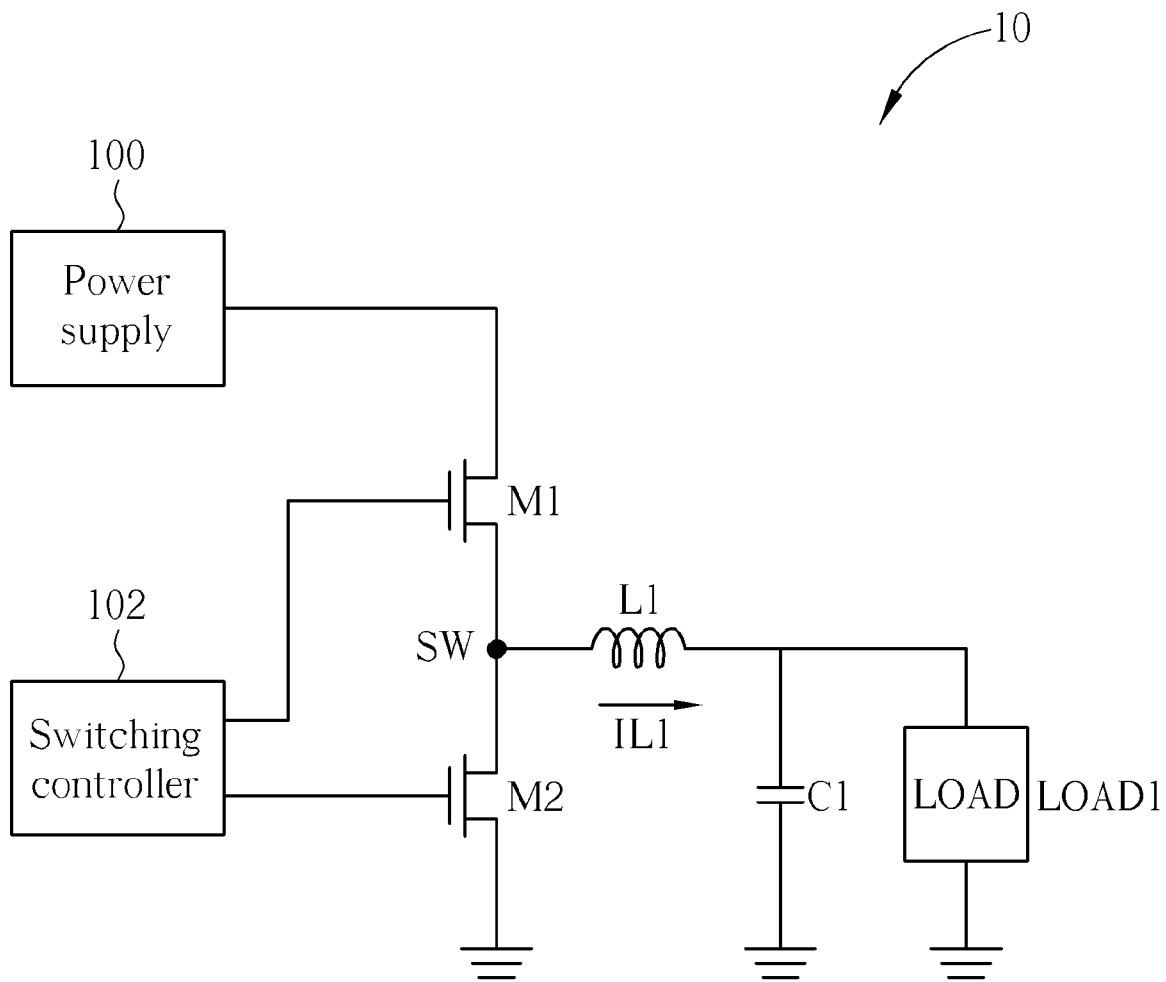 10
100
Power
supply
M1
102
SW
L1
IL1
Switching
controller
M2
C1
LOAD
LOAD1